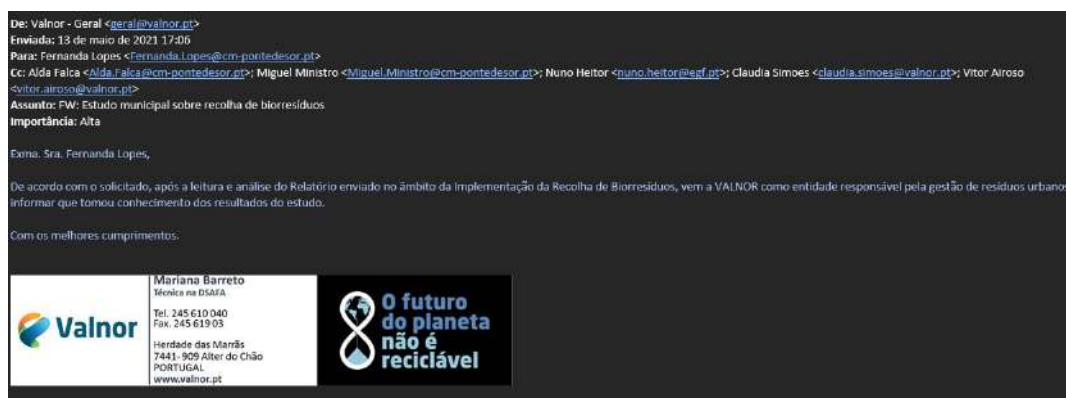 De: Valnor - Geral <geral@valnor.pt>
Enviada: 13 de maio de 2021 17:06
Para: Fernanda Lopes <Fernanda.Lopes@cm-pontedesor.pt>
Cc: Alda Falca <Alda.Falca@cm-pontedesor.pt>; Miguel Ministro <Miguel.Ministro@cm-pontedesor.pt>; Nuno Heitor <nuno.heitor@egf.pt>; Claudia Simoes <claudia.simoes@valnor.pt>; Vitor Airoso
<vitor.airoso@valnor.pt>
Assunto: FW: Estudo municipal sobre recolha de biorresíduos
Importância: Alta
Exma. Sra. Fernanda Lopes,
De acordo com o solicitado, após a leitura e análise do Relatório enviado no âmbito da Implementação da Recolha de Biorresíduos, vem a VALNOR como entidade responsável pela gestão de resíduos urbanos
informar que tomou conhecimento dos resultados do estudo.
Com os melhores cumprimentos.
Valnor
Mariana Barreto
Técnica na DSAFA
Tel. 245 610 040
Fax. 245 619 03
Herdade das Marrãs
7441- 909 Alter do Chão
PORTUGAL
www.valnor.pt
O futuro
do planeta
não é
reciclável